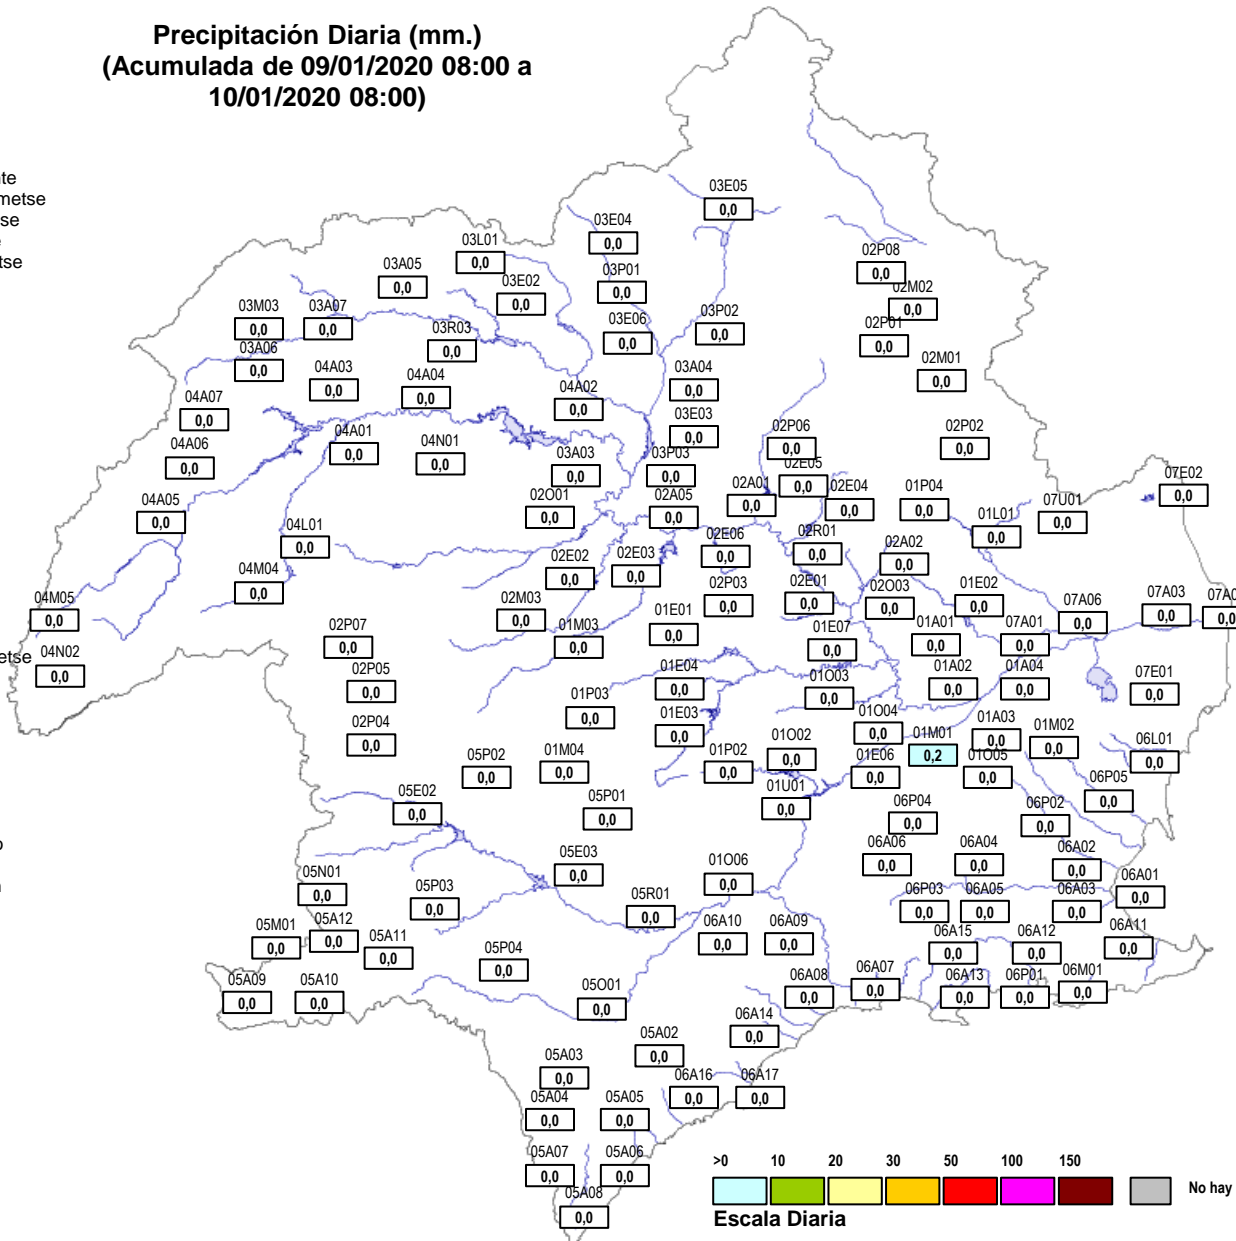 Precipitación Diaria (mm.)
(Acumulada de 09/01/2020 08:00 a
10/01/2020 08:00)
03E05
0,0
03E04
0,0
03L01
0,0
02P08
0,0
03A05
0,0
03P01
0,0
03E02
0,0
02M02
0,0
03M03
0,0
03A07
0,0
03E06
0,0
03P02
0,0
02P01
0,0
03R03
0,0
03A06
0,0
02M01
0,0
04A03
0,0
04A04
0,0
03A04
0,0
04A02
0,0
04A07
0,0
03E03
0,0
04A01
0,0
04N01
0,0
02P06
0,0
02P02
0,0
04A06
0,0
03A03
0,0
03P03
0,0
02E05
0,0
07E02
0,0
04A05
0,0
02O01
0,0
02A05
0,0
02A01
0,0
02E04
0,0
01P04
0,0
07U01
0,0
01L01
0,0
04L01
0,0
02E06
0,0
02R01
0,0
02A02
0,0
02E02
0,0
02E03
0,0
04M04
0,0
02P03
0,0
02E01
0,0
02O03
0,0
01E02
0,0
07A03
0,0
04M05
0,0
02M03
0,0
01E01
0,0
07A06
0,0
02P07
0,0
01M03
0,0
01E07
0,0
01A01
0,0
07A01
0,0
04N02
0,0
02P05
0,0
01E04
0,0
01O03
0,0
01A02
0,0
01A04
0,0
07E01
0,0
01P03
0,0
02P04
0,0
01E03
0,0
01O04
0,0
01A03
0,0
01M02
0,0
01M01
0,2
05P02
0,0
01M04
0,0
01P02
0,0
01O02
0,0
01E06
0,0
01O05
0,0
06L01
0,0
05E02
0,0
05P01
0,0
01U01
0,0
06P04
0,0
06P02
0,0
06P05
0,0
05E03
0,0
01O06
0,0
06A06
0,0
06A04
0,0
06A02
0,0
05N01
0,0
05P03
0,0
05R01
0,0
06P03
0,0
06A05
0,0
06A03
0,0
06A01
0,0
05M01
0,0
05A12
0,0
05A11
0,0
06A10
0,0
06A09
0,0
06A15
0,0
06A12
0,0
06A11
0,0
05P04
0,0
05A09
0,0
05A10
0,0
05O01
0,0
06A08
0,0
06A07
0,0
06A13
0,0
06P01
0,0
06M01
0,0
05A02
0,0
06A14
0,0
05A03
0,0
06A16
0,0
06A17
0,0
05A04
0,0
05A05
0,0
05A07
0,0
05A06
0,0
05A08
0,0
>0 10 20 30 50 100 150
No hay
Escala Diaria